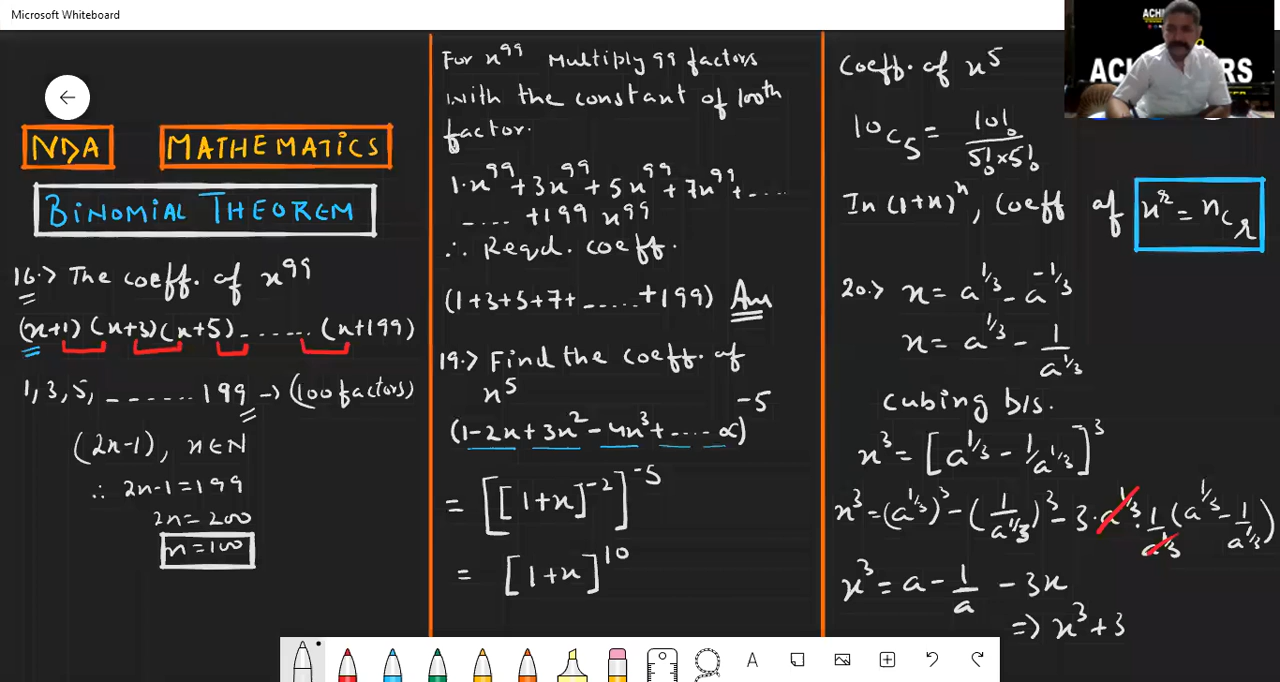 Microsoft Whiteboard
NDA MATHEMATICS
BINOMIAL THEOREM
16.> The coeff. of x^99
(x+1)(x+3)(x+5)........(x+199)
1, 3, 5, ......... 199 -> (100 factors)
(2n-1), n∈N
∴ 2n-1=199
2n=200
n=100
For x^99 Multiply 99 factors
with the constant of 100th
factor.
1·x^99 + 3x^99 + 5x^99 + 7x^99 + ....
.... + 199 x^99
∴ Reqd. coeff.
(1+3+5+7+ ...... +199) Ans
19.> Find the coeff. of
x^5
(1-2x+3x^2-4x^3+.... ∝)^-5
= [[1+x]^-2]^-5
= [1+x]^10
Coeff. of x^5
10C5 = 10!/5!×5!
In (1+x)^n, Coeff of x^r = nCr
20.> x = a^1/3 - a^-1/3
x = a^1/3 - 1/a^1/3
cubing b/s.
x^3 = [a^1/3 - 1/a^1/3]^3
x^3 = (a^1/3)^3 - (1/a^1/3)^3 - 3·a^1/3·1/a^1/3 (a^1/3 - 1/a^1/3)
x^3 = a - 1/a - 3x
=> x^3+3